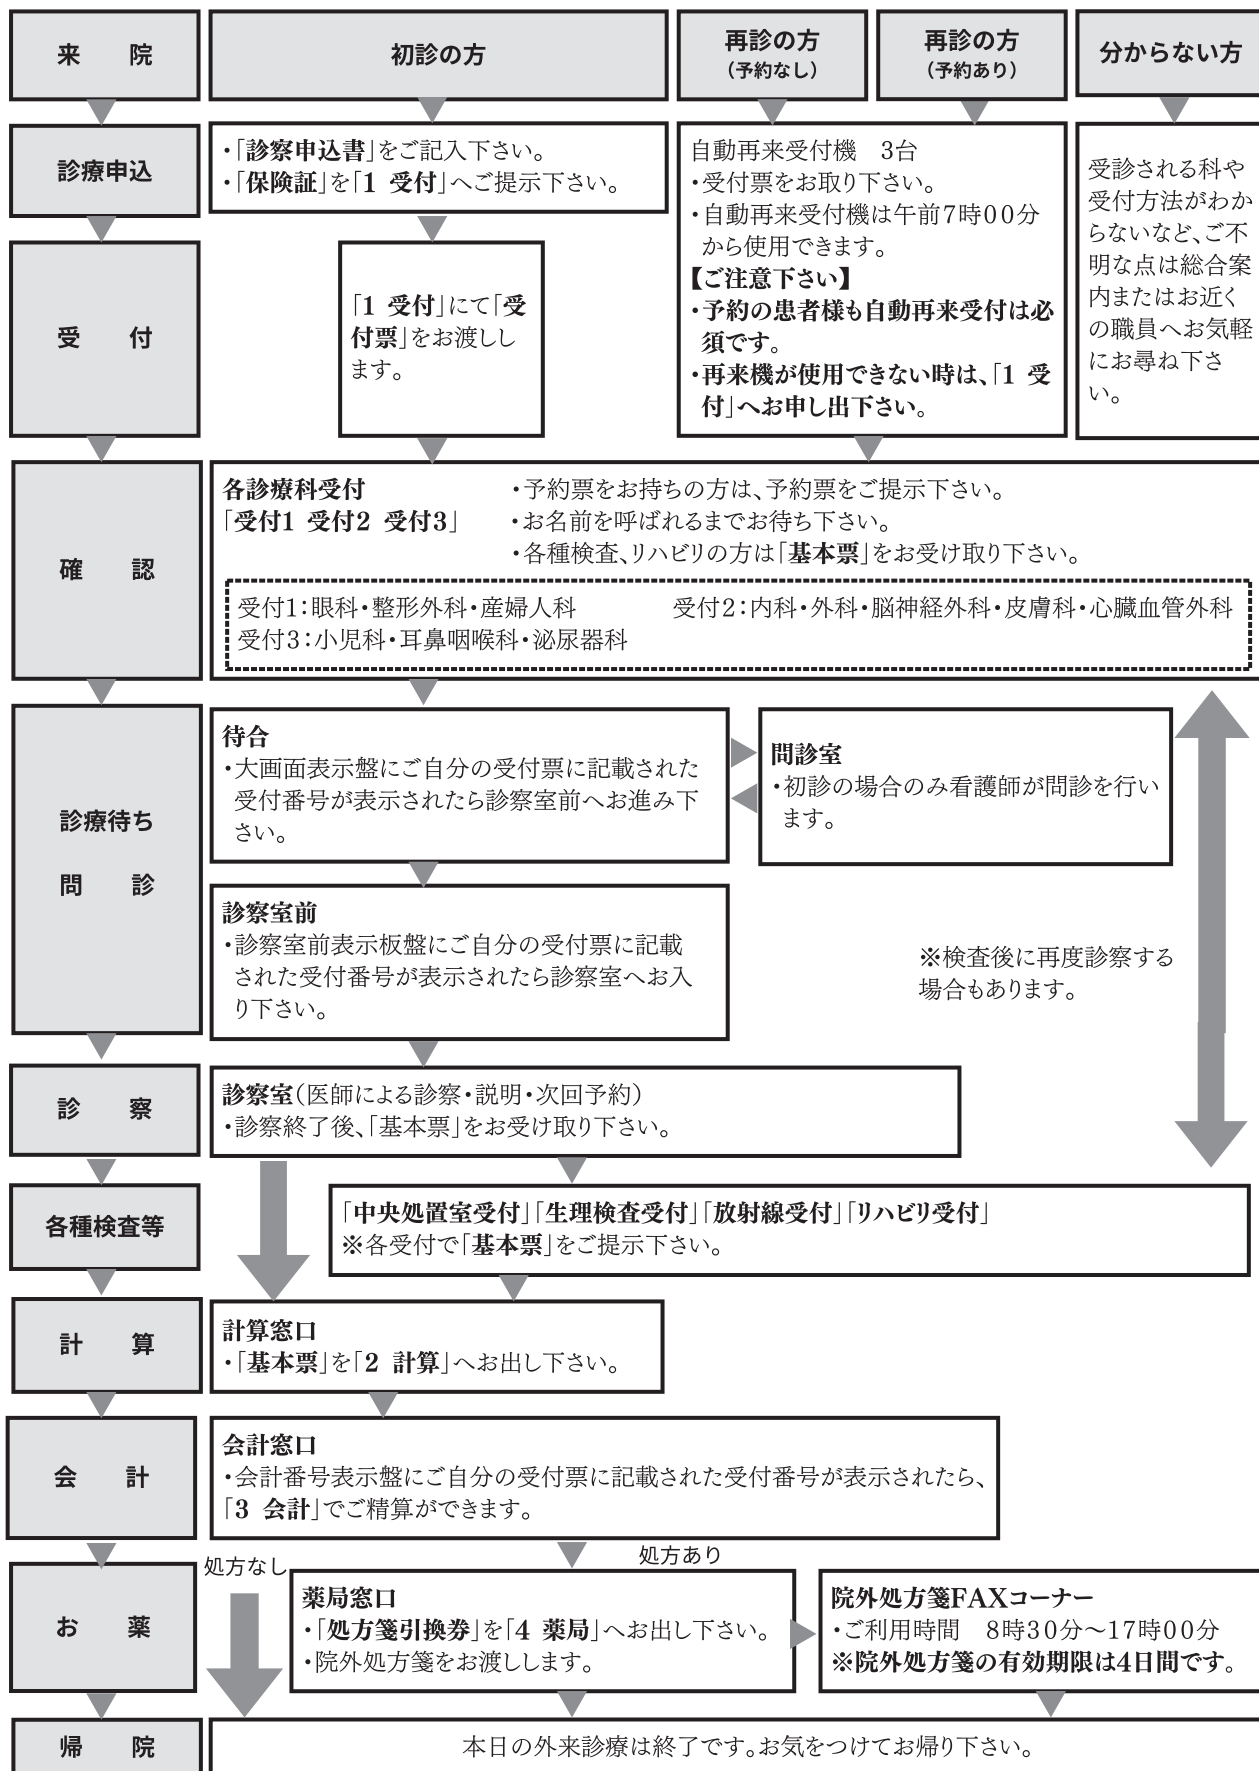 来　院
初診の方
再診の方
（予約なし）
再診の方
（予約あり）
分からない方
診療申込
・「診察申込書」をご記入下さい。
・「保険証」を「1 受付」へご提示下さい。
自動再来受付機　3台
・受付票をお取り下さい。
・自動再来受付機は午前7時00分
から使用できます。
【ご注意下さい】
・予約の患者様も自動再来受付は必
須です。
・再来機が使用できない時は、「1 受
付」へお申し出下さい。
受診される科や
受付方法がわか
らないなど、ご不
明な点は総合案
内またはお近く
の職員へお気軽
にお尋ね下さ
い。
受　付
「1 受付」にて「受
付票」をお渡しし
ます。
確　認
各診療科受付
「受付1 受付2 受付3」
・予約票をお持ちの方は、予約票をご提示下さい。
・お名前を呼ばれるまでお待ち下さい。
・各種検査、リハビリの方は「基本票」をお受け取り下さい。
受付1：眼科・整形外科・産婦人科　受付2：内科・外科・脳神経外科・皮膚科・心臓血管外科
受付3：小児科・耳鼻咽喉科・泌尿器科
診療待ち
問　診
待合
・大画面表示盤にご自分の受付票に記載された
受付番号が表示されたら診察室前へお進み下
さい。
問診室
・初診の場合のみ看護師が問診を行い
ます。
診察室前
・診察室前表示板盤にご自分の受付票に記載
された受付番号が表示されたら診察室へお入
り下さい。
※検査後に再度診察する
場合もあります。
診　察
診察室（医師による診察・説明・次回予約）
・診察終了後、「基本票」をお受け取り下さい。
各種検査等
「中央処置室受付」「生理検査受付」「放射線受付」「リハビリ受付」
※各受付で「基本票」をご提示下さい。
計　算
計算窓口
・「基本票」を「2 計算」へお出し下さい。
会　計
会計窓口
・会計番号表示盤にご自分の受付票に記載された受付番号が表示されたら、
「3 会計」でご精算ができます。
処方なし
処方あり
お　薬
薬局窓口
・「処方箋引換券」を「4 薬局」へお出し下さい。
・院外処方箋をお渡しします。
院外処方箋FAXコーナー
・ご利用時間　8時30分～17時00分
※院外処方箋の有効期限は4日間です。
帰　院
本日の外来診療は終了です。お気をつけてお帰り下さい。